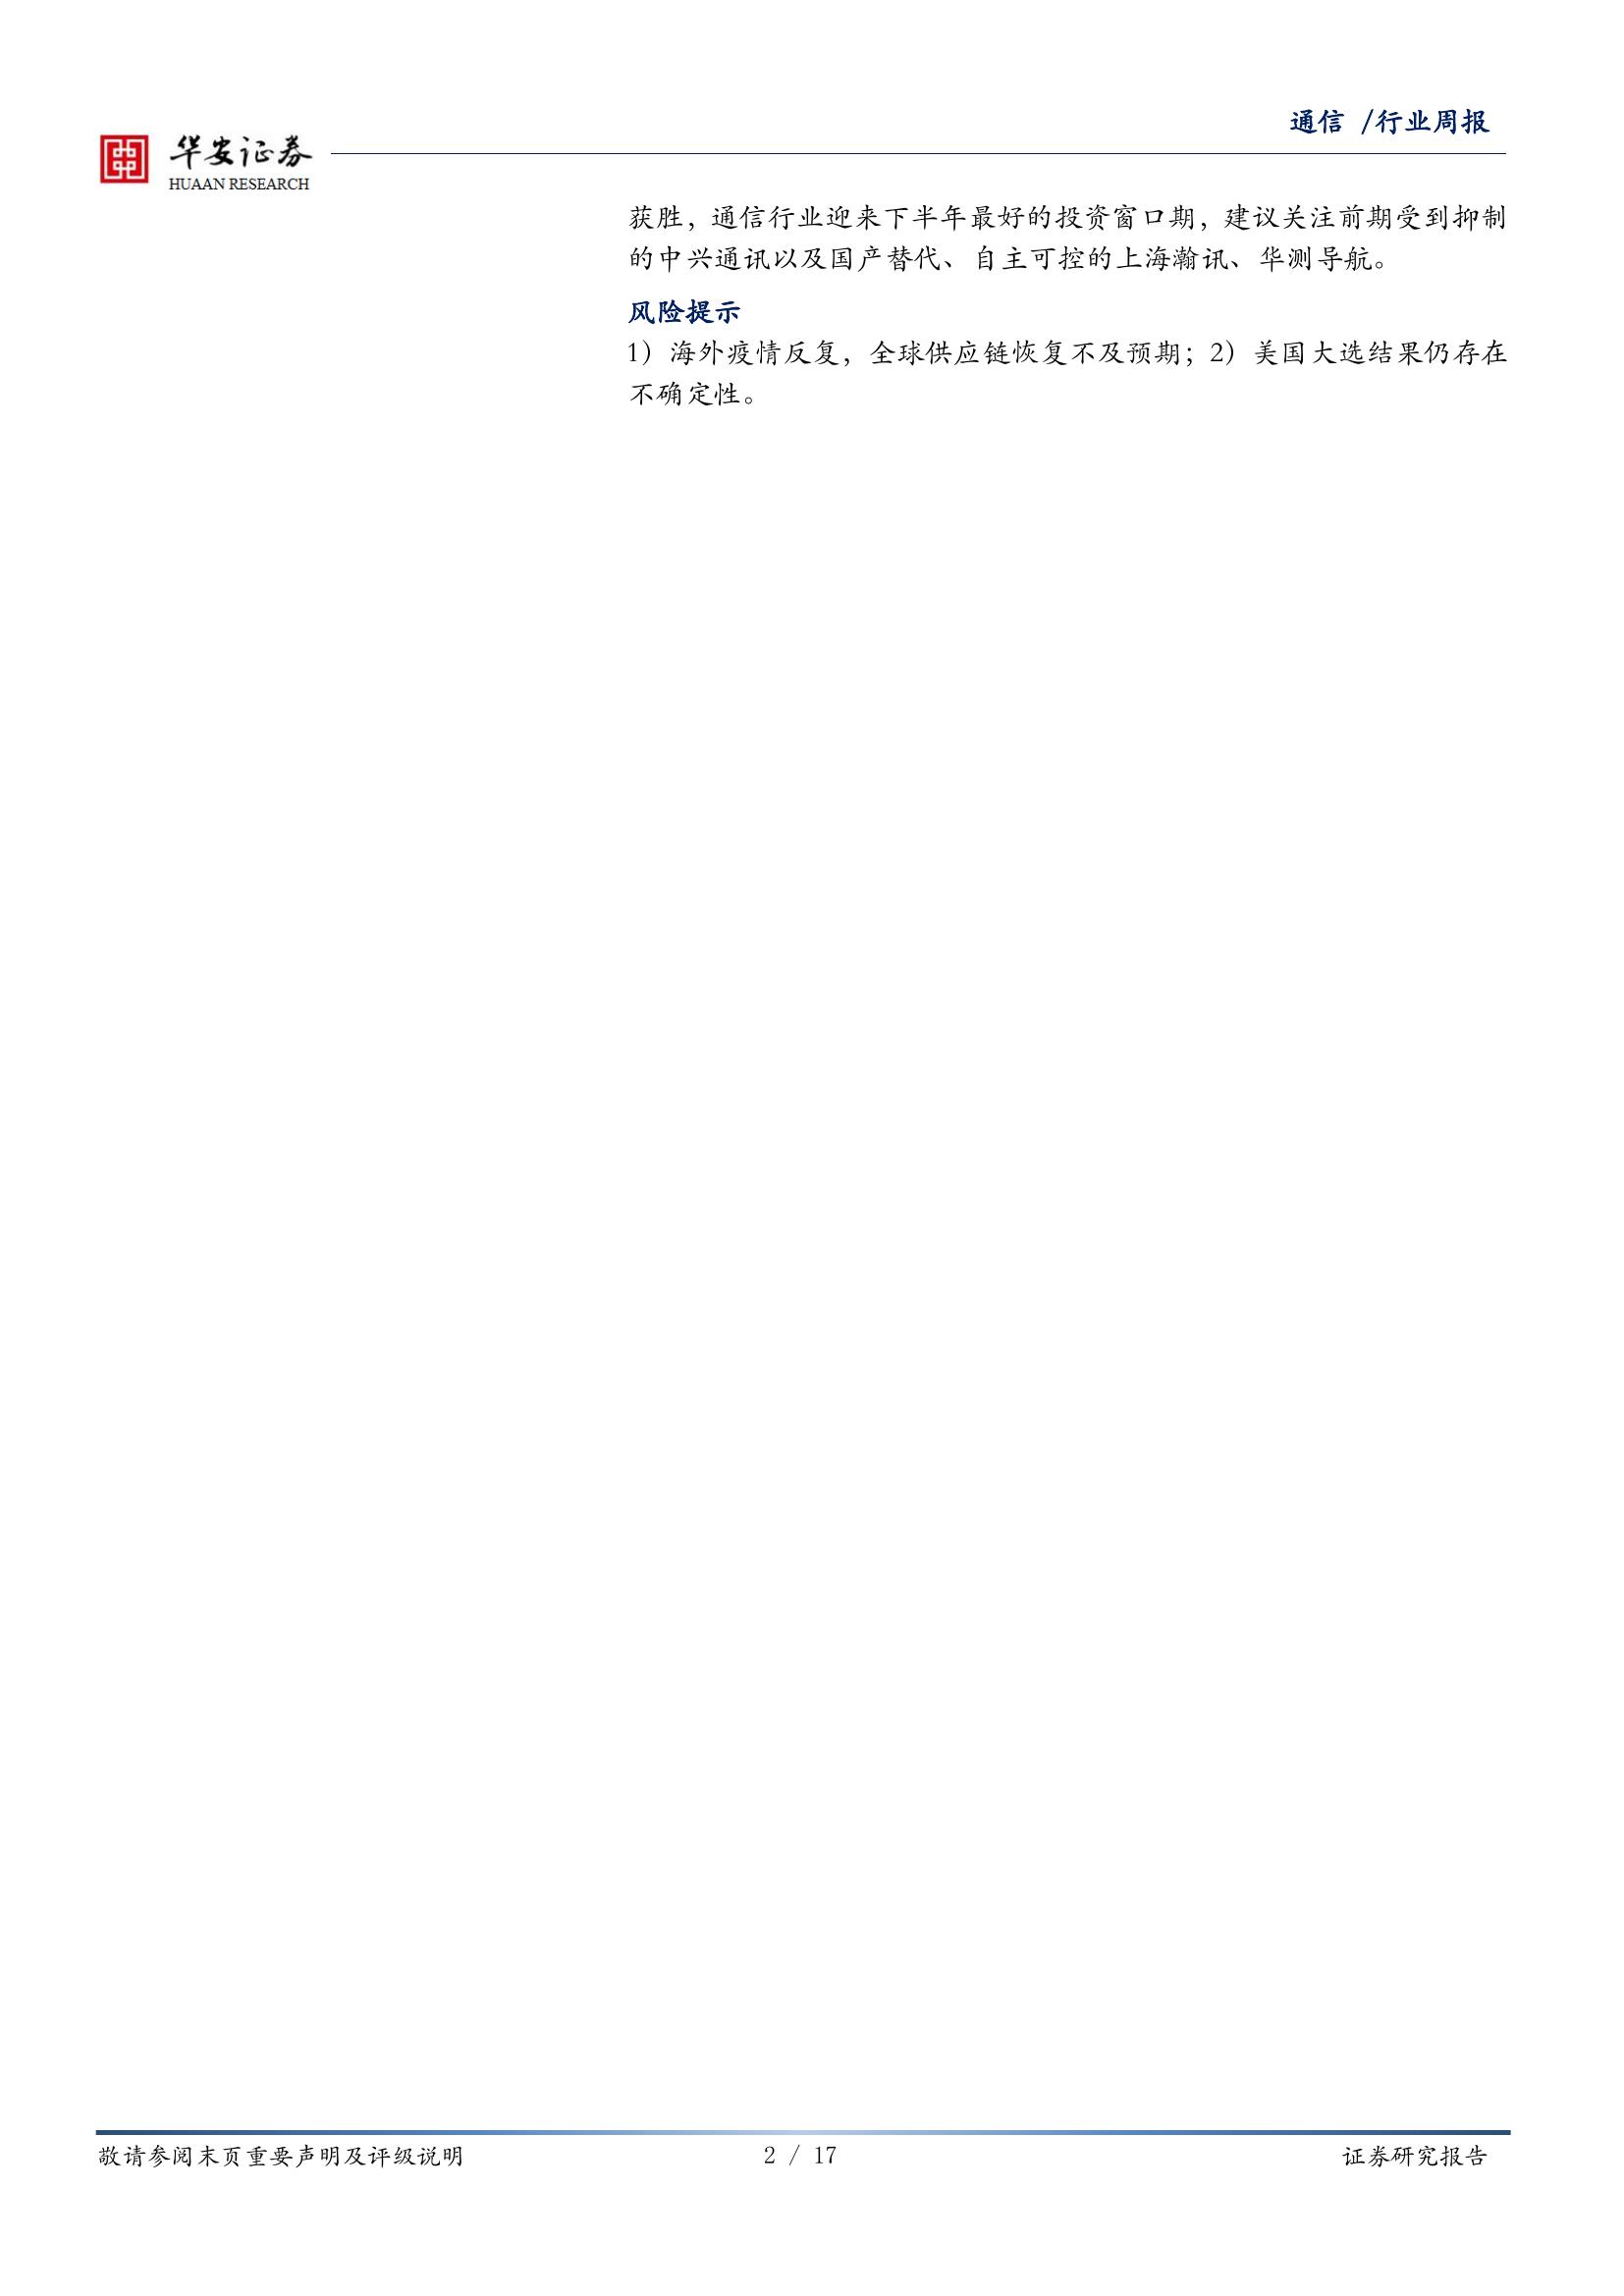 通信 /行业周报
华安证券
HUAAN RESEARCH
获胜，通信行业迎来下半年最好的投资窗口期，建议关注前期受到抑制
的中兴通讯以及国产替代、自主可控的上海瀚讯、华测导航。
风险提示
1）海外疫情反复，全球供应链恢复不及预期；2）美国大选结果仍存在
不确定性。
敬请参阅末页重要声明及评级说明
2 / 17
证券研究报告